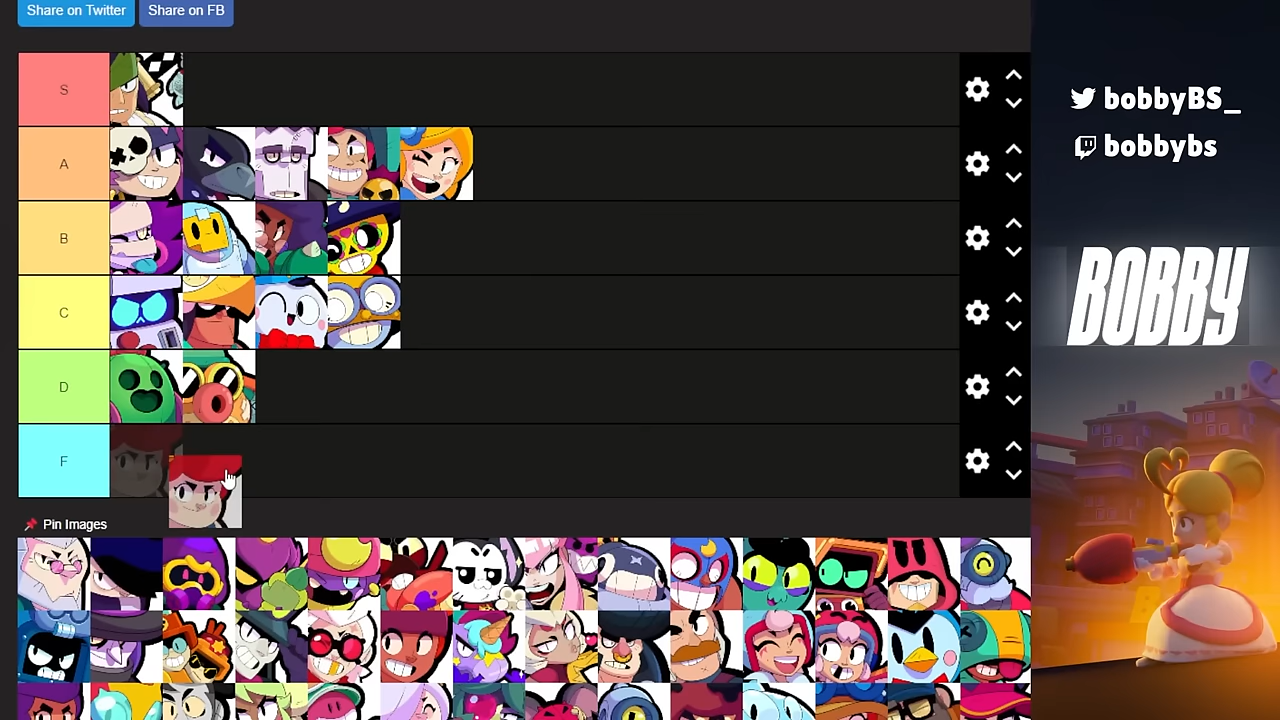 Share on Twitter
Share on FB
S
A
B
C
D
F
Pin Images
bobbyBS_
bobbybs
BOBBY